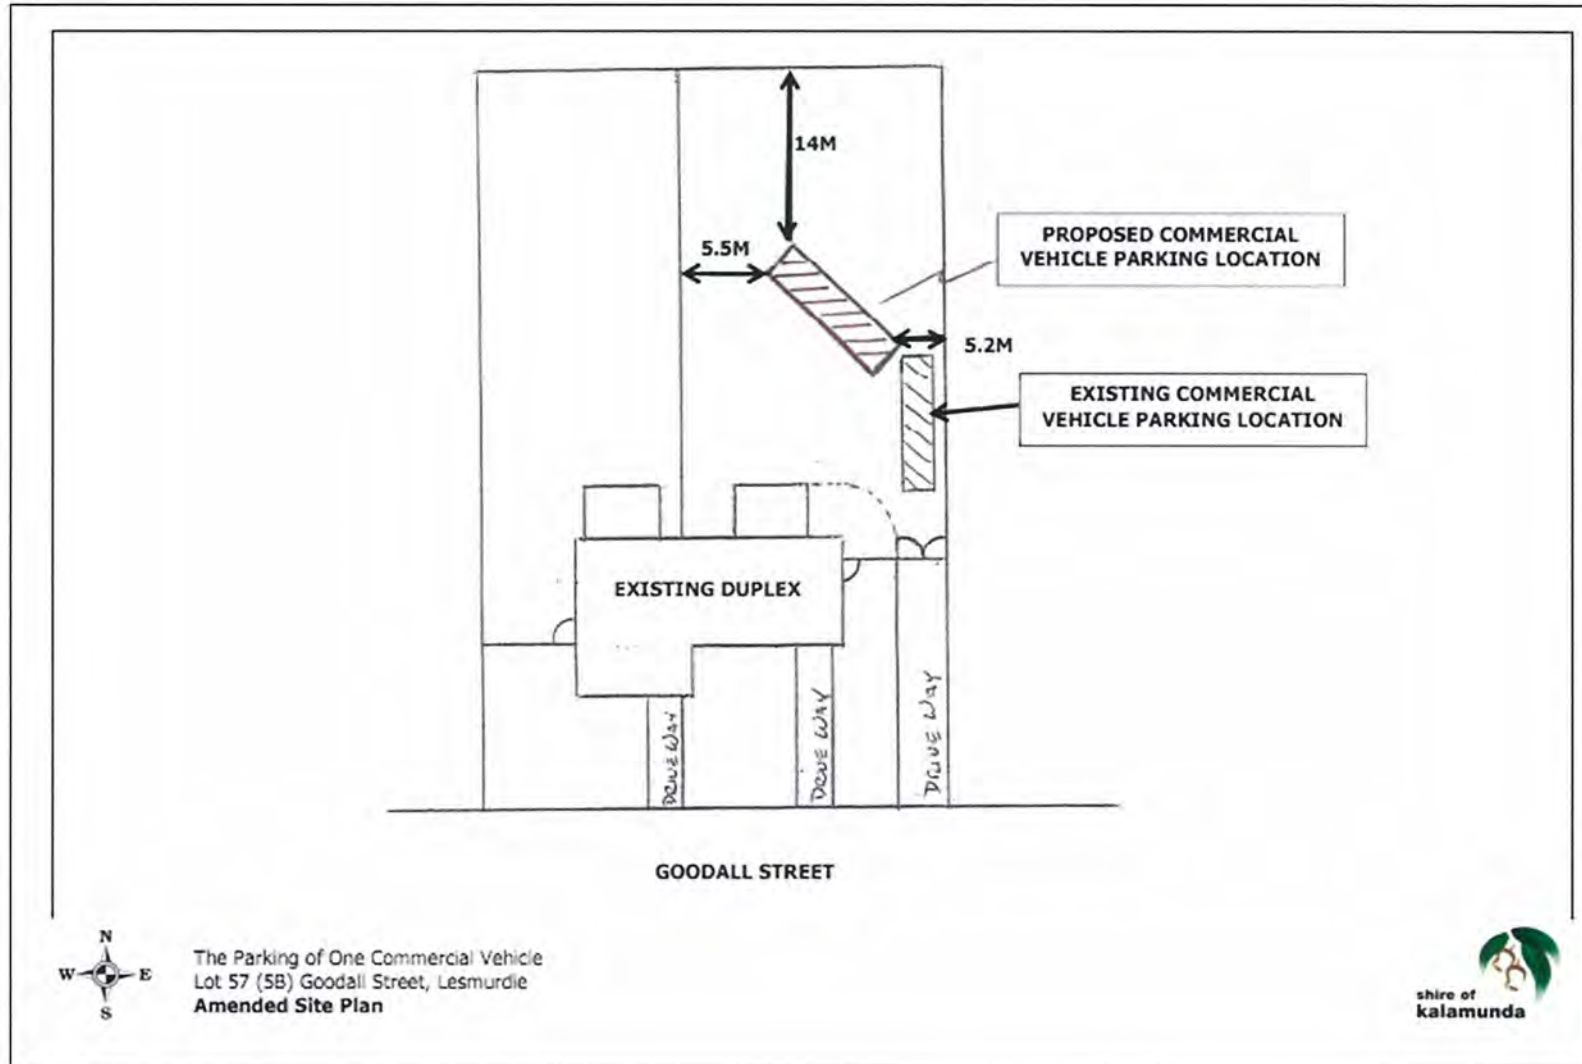 14M
5.5M
PROPOSED COMMERCIAL
VEHICLE PARKING LOCATION
5.2M
EXISTING COMMERCIAL
VEHICLE PARKING LOCATION
EXISTING DUPLEX
DRIVE WAY
DRIVE WAY
DRIVE WAY
GOODALL STREET
N
W E
S
The Parking of One Commercial Vehicle
Lot 57 (5B) Goodall Street, Lesmurdie
Amended Site Plan
shire of
kalamunda